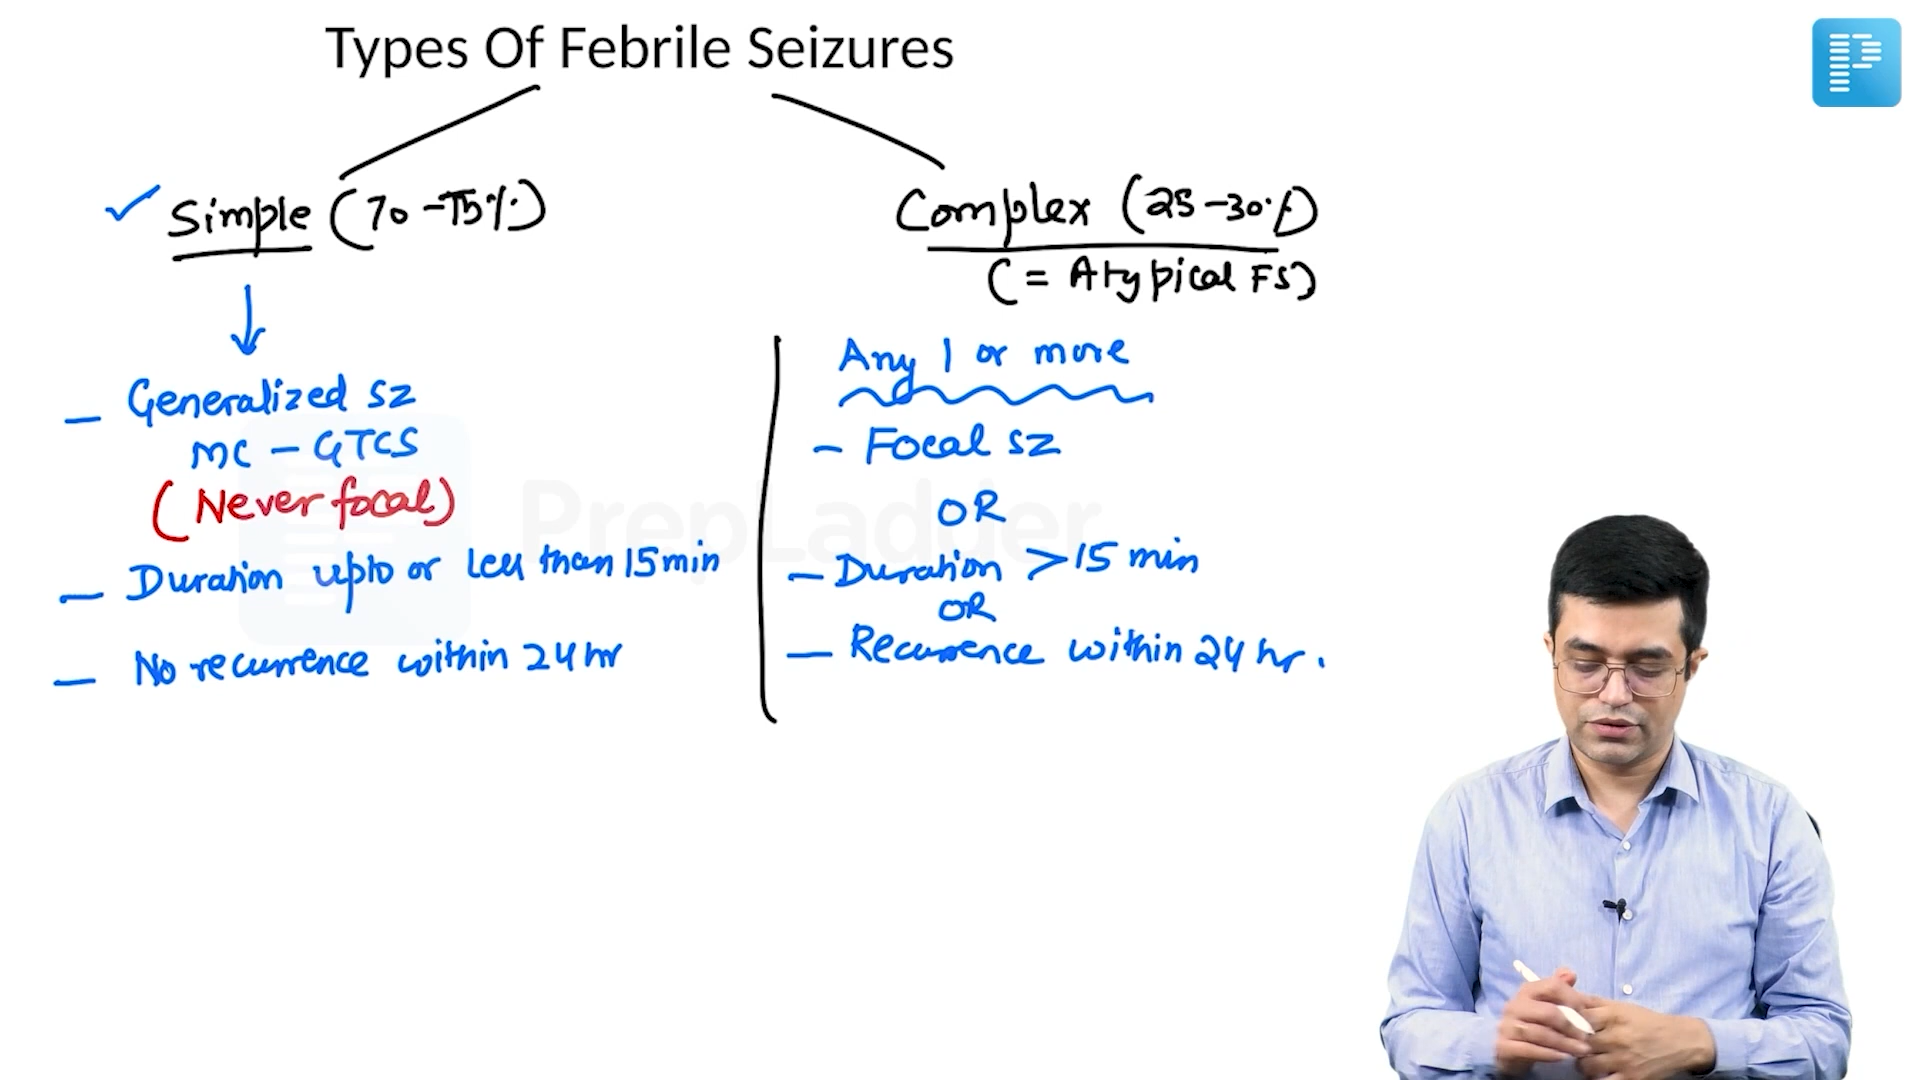 Types Of Febrile Seizures
✓ Simple (70-75%)
Complex (25-30%)
(= Atypical FS)
↓
– Generalized sz
MC – GTCS
(Never focal)
– Duration upto or less than 15min
– No recurrence within 24hr
Any 1 or more
– Focal sz
OR
– Duration >15 min
OR
– Recurrence within 24 hr.
PrepLadder